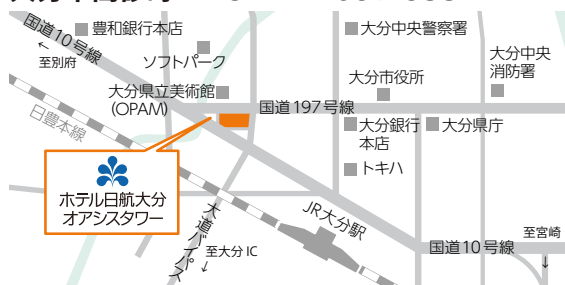 国道10号線
←
至別府
豊和銀行本店
ソフトパーク
大分県立美術館
(OPAM)
国道197号線
大分中央警察署
大分市役所
大分中央
消防署
大分銀行
本店
大分県庁
トキハ
日豊本線
ホテル日航大分
オアシスタワー
大道バイパス
至大分IC
↓
JR大分駅
国道10号線
至宮崎
↓